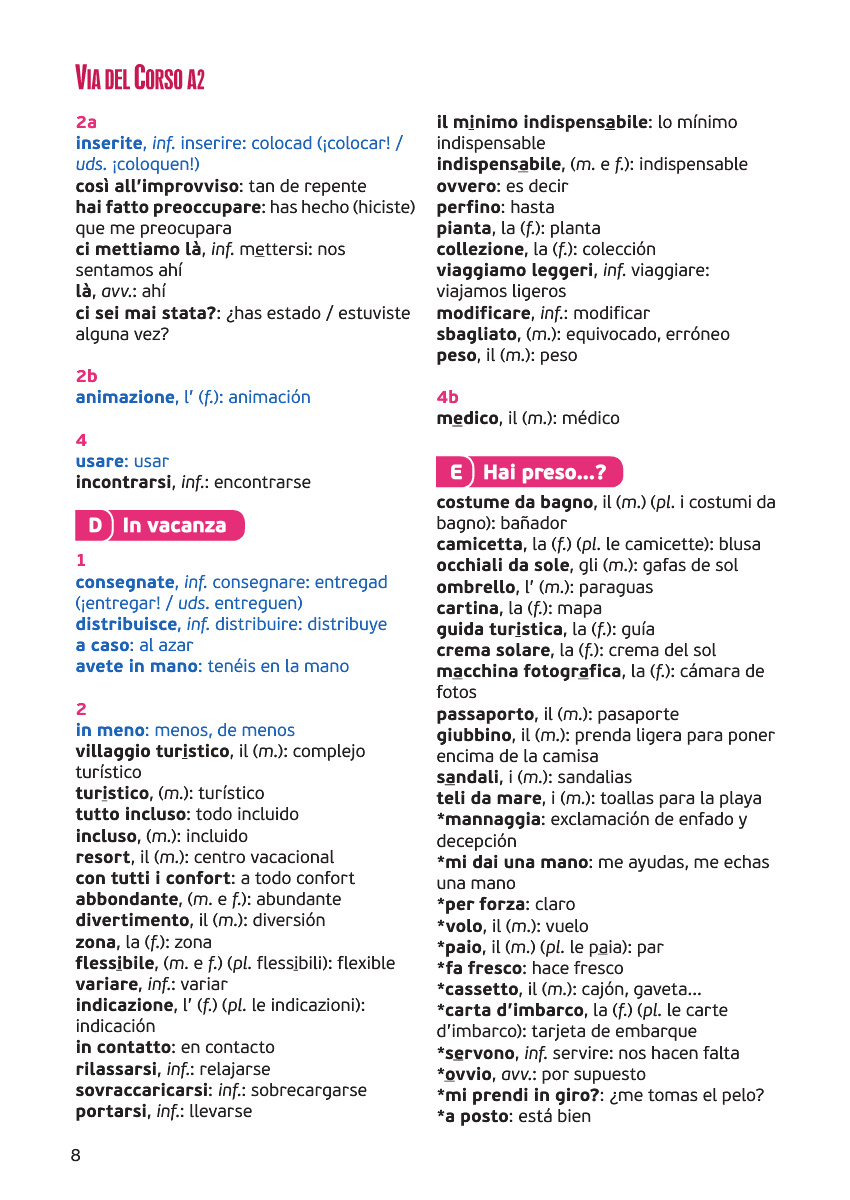 VIA DEL CORSO A2
2a
inserite, inf. inserire: colocad (¡colocar! /
uds. ¡coloquen!)
così all’improvviso: tan de repente
hai fatto preoccupare: has hecho (hiciste)
que me preocupara
ci mettiamo là, inf. mettersi: nos
sentamos ahí
là, avv.: ahí
ci sei mai stata?: ¿has estado / estuviste
alguna vez?
2b
animazione, l’ (f.): animación
4
usare: usar
incontrarsi, inf.: encontrarse
D In vacanza
1
consegnate, inf. consegnare: entregad
(¡entregar! / uds. entreguen)
distribuisce, inf. distribuire: distribuye
a caso: al azar
avete in mano: tenéis en la mano
2
in meno: menos, de menos
villaggio turistico, il (m.): complejo
turístico
turistico, (m.): turístico
tutto incluso: todo incluido
incluso, (m.): incluido
resort, il (m.): centro vacacional
con tutti i confort: a todo confort
abbondante, (m. e f.): abundante
divertimento, il (m.): diversión
zona, la (f.): zona
flessibile, (m. e f.) (pl. flessibili): flexible
variare, inf.: variar
indicazione, l’ (f.) (pl. le indicazioni):
indicación
in contatto: en contacto
rilassarsi, inf.: relajarse
sovraccaricarsi: inf.: sobrecargarse
portarsi, inf.: llevarse
il minimo indispensabile: lo mínimo
indispensable
indispensabile, (m. e f.): indispensable
ovvero: es decir
perfino: hasta
pianta, la (f.): planta
collezione, la (f.): colección
viaggiamo leggeri, inf. viaggiare:
viajamos ligeros
modificare, inf.: modificar
sbagliato, (m.): equivocado, erróneo
peso, il (m.): peso
4b
medico, il (m.): médico
E Hai preso...?
costume da bagno, il (m.) (pl. i costumi da
bagno): bañador
camicetta, la (f.) (pl. le camicette): blusa
occhiali da sole, gli (m.): gafas de sol
ombrello, l’ (m.): paraguas
cartina, la (f.): mapa
guida turistica, la (f.): guía
crema solare, la (f.): crema del sol
macchina fotografica, la (f.): cámara de
fotos
passaporto, il (m.): pasaporte
giubbino, il (m.): prenda ligera para poner
encima de la camisa
sandali, i (m.): sandalias
teli da mare, i (m.): toallas para la playa
*mannaggia: exclamación de enfado y
decepción
*mi dai una mano: me ayudas, me echas
una mano
*per forza: claro
*volo, il (m.): vuelo
*paio, il (m.) (pl. le paia): par
*fa fresco: hace fresco
*cassetto, il (m.): cajón, gaveta...
*carta d’imbarco, la (f.) (pl. le carte
d’imbarco): tarjeta de embarque
*servono, inf. servire: nos hacen falta
*ovvio, avv.: por supuesto
*mi prendi in giro?: ¿me tomas el pelo?
*a posto: está bien
8